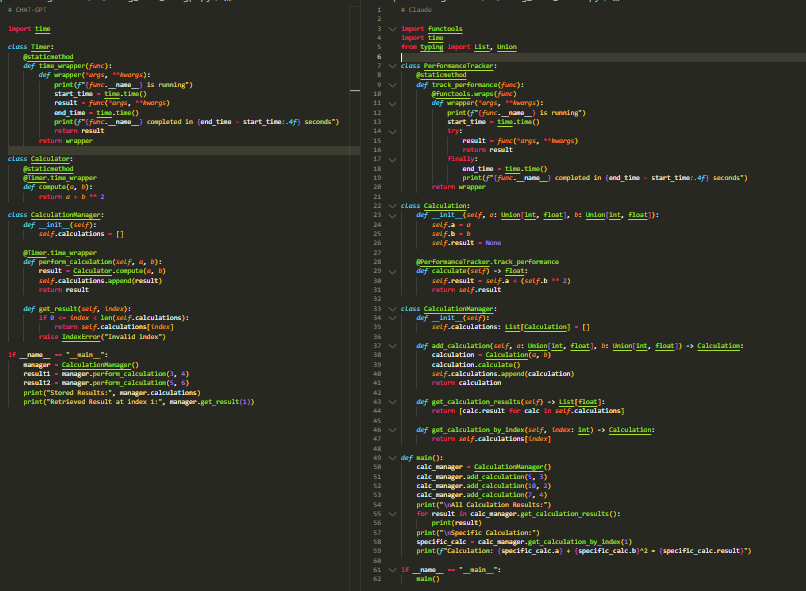 # CHAT-GPT
import time
class Timer:
    @staticmethod
    def time_wrapper(func):
        def wrapper(*args, **kwargs):
            print(f"{func.__name__} is running")
            start_time = time.time()
            result = func(*args, **kwargs)
            end_time = time.time()
            print(f"{func.__name__} completed in {end_time - start_time:.4f} seconds")
            return result
        return wrapper
class Calculator:
    @staticmethod
    @Timer.time_wrapper
    def compute(a, b):
        return a + b ** 2
class CalculationManager:
    def __init__(self):
        self.calculations = []
    @Timer.time_wrapper
    def perform_calculation(self, a, b):
        result = Calculator.compute(a, b)
        self.calculations.append(result)
        return result
    def get_result(self, index):
        if 0 <= index < len(self.calculations):
            return self.calculations[index]
        raise IndexError("Invalid index")
if __name__ == "__main__":
    manager = CalculationManager()
    result1 = manager.perform_calculation(3, 4)
    result2 = manager.perform_calculation(5, 6)
    print("Stored Results:", manager.calculations)
    print("Retrieved Result at index 1:", manager.get_result(1))
1 # Claude
2
3 import functools
4 import time
5 from typing import List, Union
6
7 class PerformanceTracker:
8     @staticmethod
9     def track_performance(func):
10         @functools.wraps(func)
11         def wrapper(*args, **kwargs):
12             print(f"{func.__name__} is running")
13             start_time = time.time()
14             try:
15                 result = func(*args, **kwargs)
16                 return result
17             finally:
18                 end_time = time.time()
19                 print(f"{func.__name__} completed in {end_time - start_time:.4f} seconds")
20         return wrapper
21
22 class Calculation:
23     def __init__(self, a: Union[int, float], b: Union[int, float]):
24         self.a = a
25         self.b = b
26         self.result = None
27
28     @PerformanceTracker.track_performance
29     def calculate(self) -> float:
30         self.result = self.a + (self.b ** 2)
31         return self.result
32
33 class CalculationManager:
34     def __init__(self):
35         self.calculations: List[Calculation] = []
36
37     def add_calculation(self, a: Union[int, float], b: Union[int, float]) -> Calculation:
38         calculation = Calculation(a, b)
39         calculation.calculate()
40         self.calculations.append(calculation)
41         return calculation
42
43     def get_calculation_results(self) -> List[float]:
44         return [calc.result for calc in self.calculations]
45
46     def get_calculation_by_index(self, index: int) -> Calculation:
47         return self.calculations[index]
48
49 def main():
50     calc_manager = CalculationManager()
51     calc_manager.add_calculation(5, 3)
52     calc_manager.add_calculation(10, 2)
53     calc_manager.add_calculation(7, 4)
54     print("\nAll Calculation Results:")
55     for result in calc_manager.get_calculation_results():
56         print(result)
57     print("\nSpecific Calculation:")
58     specific_calc = calc_manager.get_calculation_by_index(1)
59     print(f"Calculation: {specific_calc.a} + {specific_calc.b}^2 = {specific_calc.result}")
60
61 if __name__ == "__main__":
62     main()